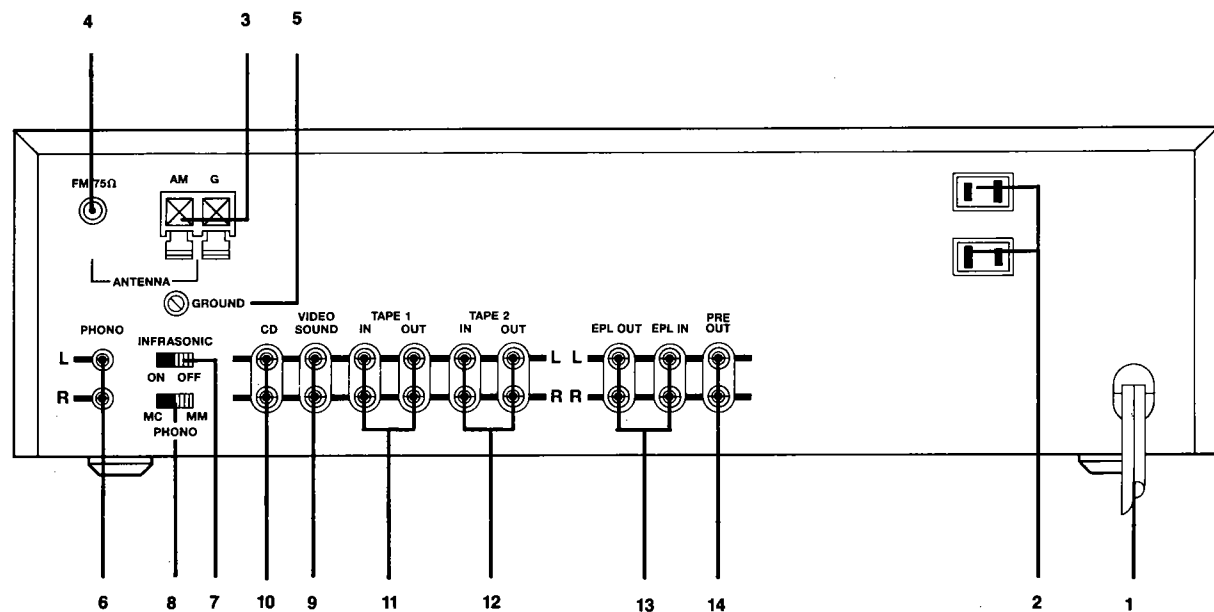 4 3 5
FM/75Ω AM G
ANTENNA
GROUND
PHONO INFRASONIC CD VIDEO SOUND TAPE 1 IN OUT TAPE 2 IN OUT EPL OUT EPL IN PRE OUT
L L L
ON OFF
R R R
MC MM
PHONO
6 8 7 10 9 11 12 13 14 2 1